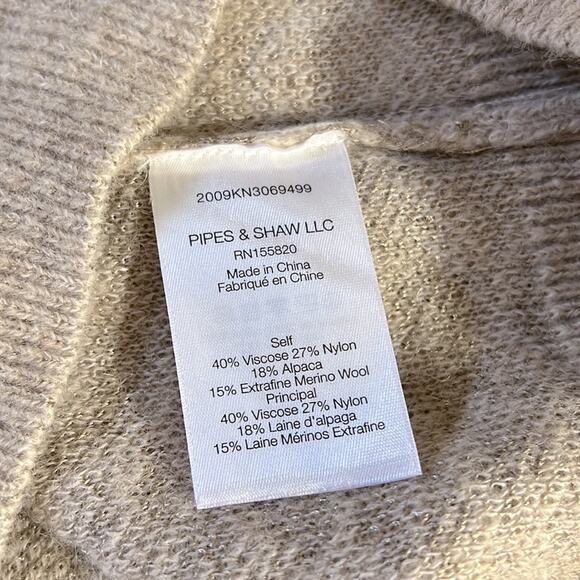 2009KN3069499
PIPES & SHAW LLC
RN155820
Made in China
Fabriqué en Chine
Self
40% Viscose 27% Nylon
18% Alpaca
15% Extrafine Merino Wool
Principal
40% Viscose 27% Nylon
18% Laine d'alpaga
15% Laine Mérinos Extrafine